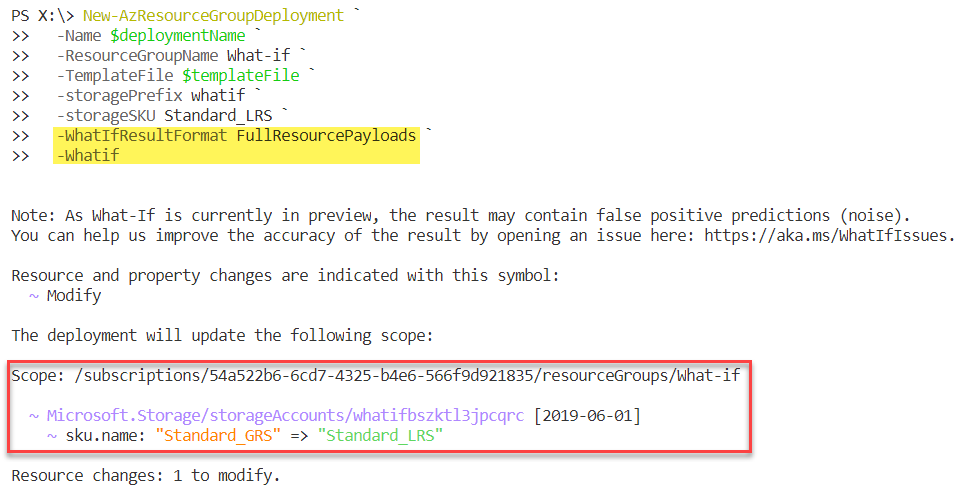 PS X:\> New-AzResourceGroupDeployment `
>>   -Name $deploymentName `
>>   -ResourceGroupName What-if `
>>   -TemplateFile $templateFile `
>>   -storagePrefix whatif `
>>   -storageSKU Standard_LRS `
>>   -WhatIfResultFormat FullResourcePayloads `
>>   -Whatif
Note: As What-If is currently in preview, the result may contain false positive predictions (noise).
You can help us improve the accuracy of the result by opening an issue here: https://aka.ms/WhatIfIssues.
Resource and property changes are indicated with this symbol:
  ~ Modify
The deployment will update the following scope:
Scope: /subscriptions/54a522b6-6cd7-4325-b4e6-566f9d921835/resourceGroups/What-if
  ~ Microsoft.Storage/storageAccounts/whatifbszktl3jpcqrc [2019-06-01]
    ~ sku.name: "Standard_GRS" => "Standard_LRS"
Resource changes: 1 to modify.